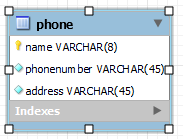 phone
name VARCHAR(8)
phonenumber VARCHAR(45)
address VARCHAR(45)
Indexes